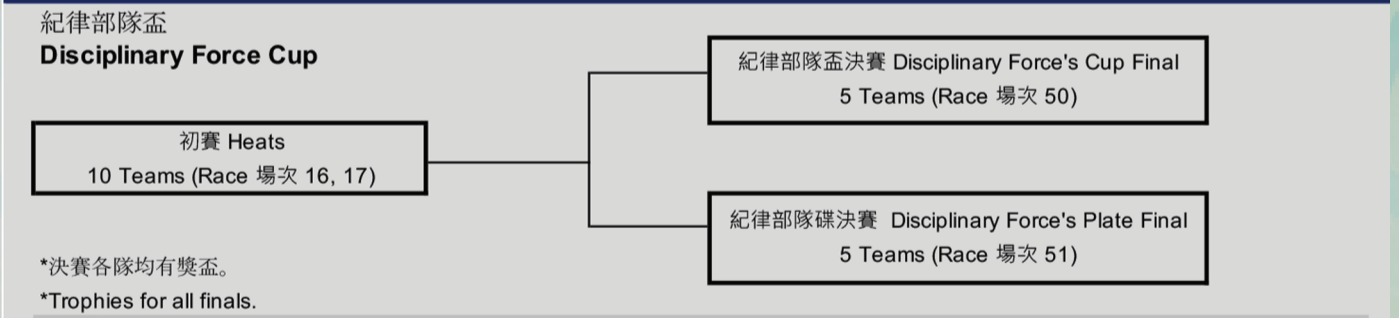 紀律部隊盃
Disciplinary Force Cup
初賽 Heats
10 Teams (Race 場次 16, 17)
紀律部隊盃決賽 Disciplinary Force's Cup Final
5 Teams (Race 場次 50)
紀律部隊碟決賽 Disciplinary Force's Plate Final
5 Teams (Race 場次 51)
*決賽各隊均有獎盃。
*Trophies for all finals.